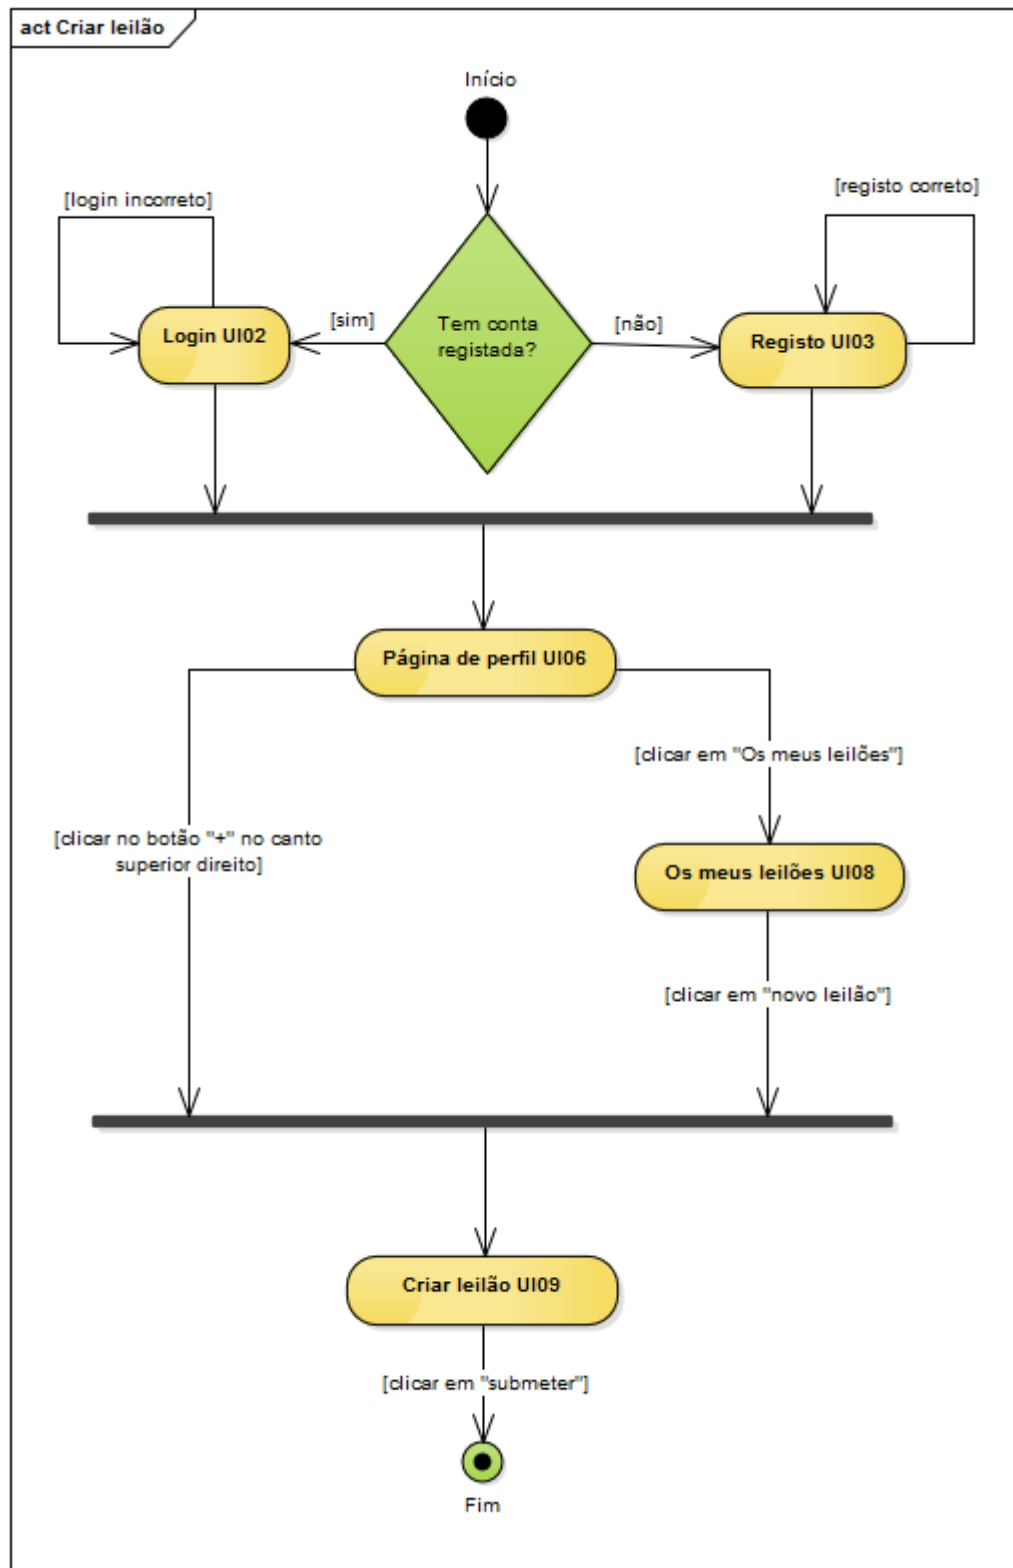 act Criar leilão
Início
[login incorreto]
[registo correto]
Login UI02
[sim]
Tem conta
registada?
[não]
Registo UI03
Página de perfil UI06
[clicar em "Os meus leilões"]
[clicar no botão "+" no canto
superior direito]
Os meus leilões UI08
[clicar em "novo leilão"]
Criar leilão UI09
[clicar em "submeter"]
Fim